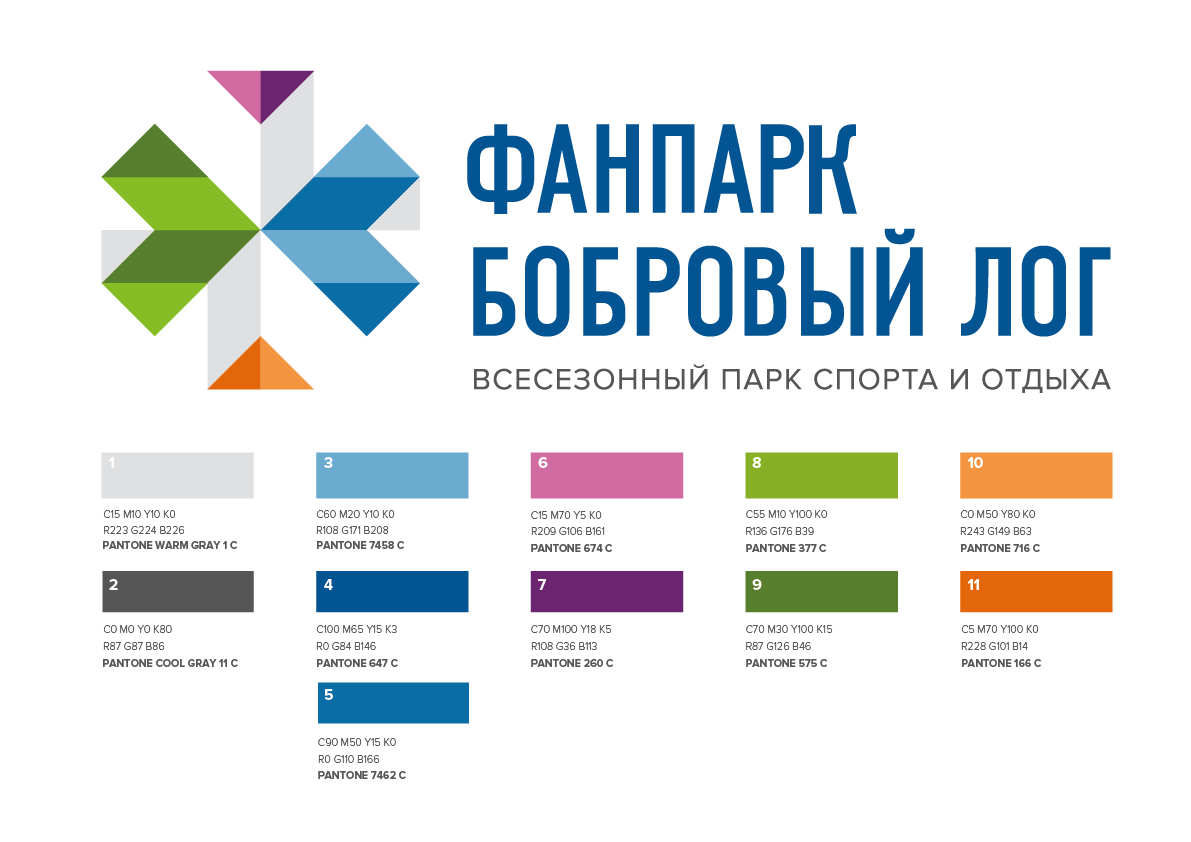 ФАНПАРК
БОБРОВЫЙ ЛОГ
ВСЕСЕЗОННЫЙ ПАРК СПОРТА И ОТДЫХА
1
C15 M10 Y10 K0
R223 G224 B226
PANTONE WARM GRAY 1 C
2
C0 M0 Y0 K80
R87 G87 B86
PANTONE COOL GRAY 11 C
3
C60 M20 Y10 K0
R108 G171 B208
PANTONE 7458 C
4
C100 M65 Y15 K3
R0 G84 B146
PANTONE 647 C
5
C90 M50 Y15 K0
R0 G110 B166
PANTONE 7462 C
6
C15 M70 Y5 K0
R209 G106 B161
PANTONE 674 C
7
C70 M100 Y18 K5
R108 G36 B113
PANTONE 260 C
8
C55 M10 Y100 K0
R136 G176 B39
PANTONE 377 C
9
C70 M30 Y100 K15
R87 G126 B46
PANTONE 575 C
10
C0 M50 Y80 K0
R243 G149 B63
PANTONE 716 C
11
C5 M70 Y100 K0
R228 G101 B14
PANTONE 166 C